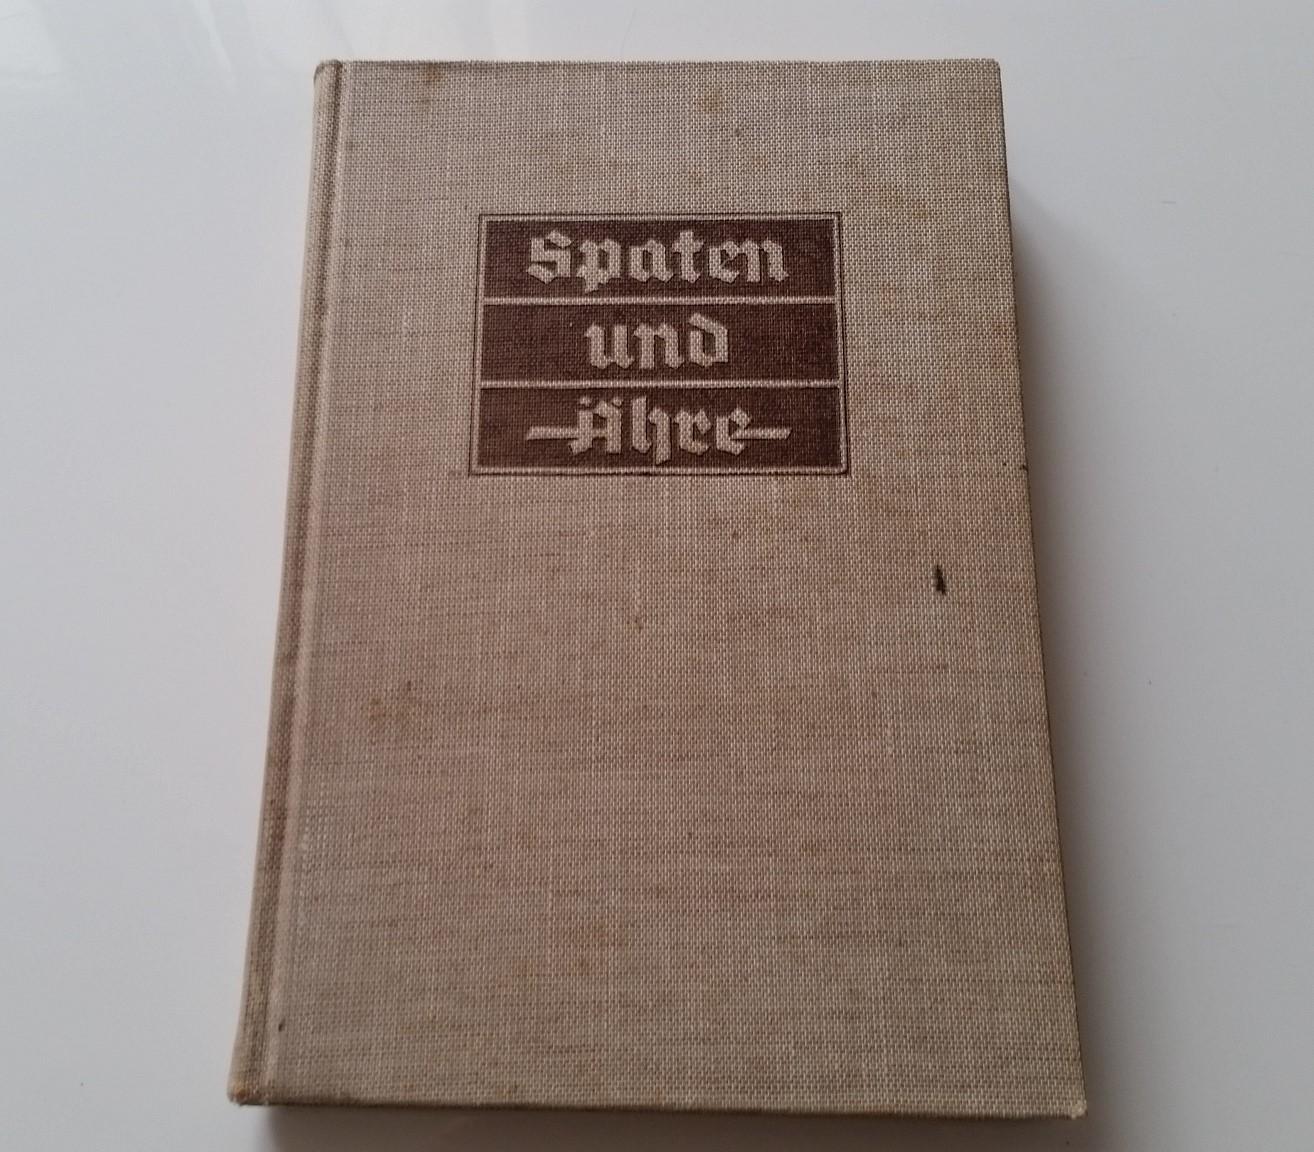 Spaten
und
Ähre